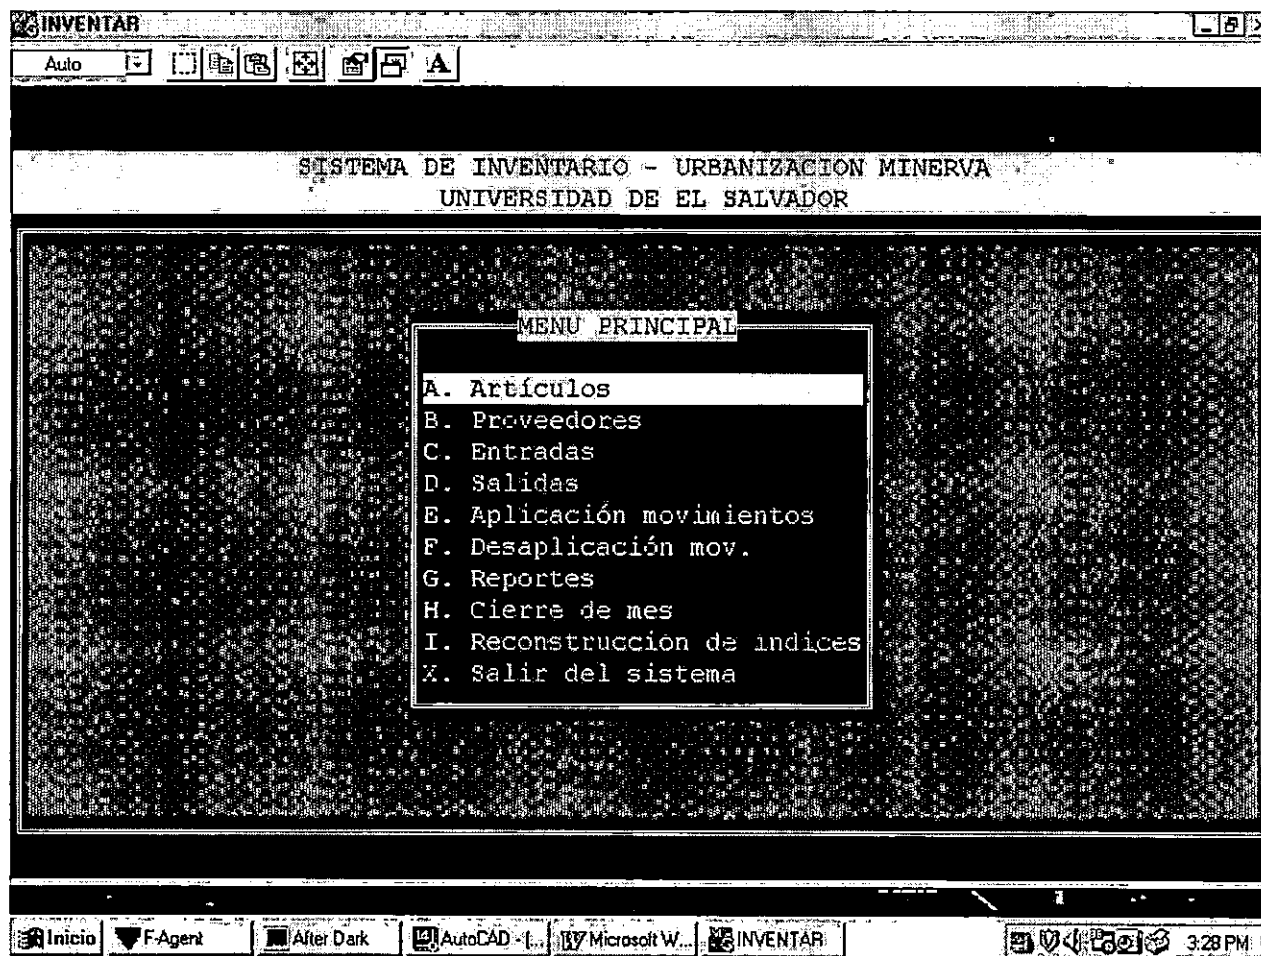 INVENTAR
Auto
A
SISTEMA DE INVENTARIO - URBANIZACION MINERVA
UNIVERSIDAD DE EL SALVADOR
MENU PRINCIPAL
A. Artículos
B. Proveedores
C. Entradas
D. Salidas
E. Aplicación movimientos
F. Desaplicación mov.
G. Reportes
H. Cierre de mes
I. Reconstrucción de indices
X. Salir del sistema
Inicio F-Agent After Dark AutoCAD - [... Microsoft W... INVENTAR 3:28 PM